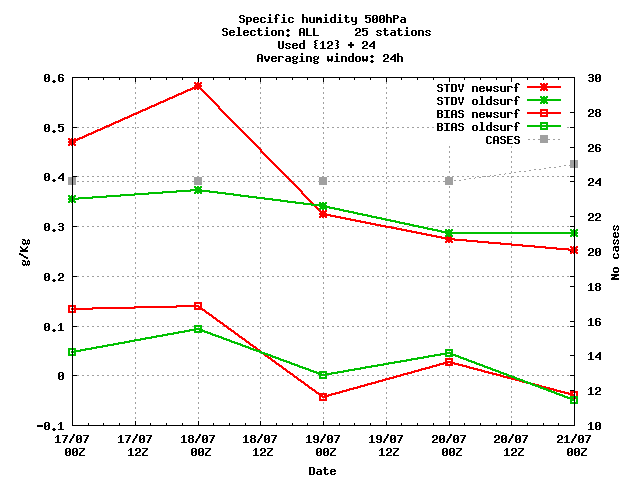 Specific humidity 500hPa
Selection: ALL 25 stations
Used {12} + 24
Averaging window: 24h
STDV newsurf
STDV oldsurf
BIAS newsurf
BIAS oldsurf
CASES
0.6
0.5
0.4
0.3
0.2
0.1
0
-0.1
g/Kg
30
28
26
24
22
20
18
16
14
12
10
No cases
17/07 17/07 18/07 18/07 19/07 19/07 20/07 20/07 21/07
00Z 12Z 00Z 12Z 00Z 12Z 00Z 12Z 00Z
Date